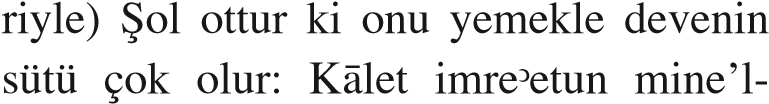 riyle) Şol ottur ki onu yemekle devenin
sütü çok olur: Kālet imreʾetun mine’l-